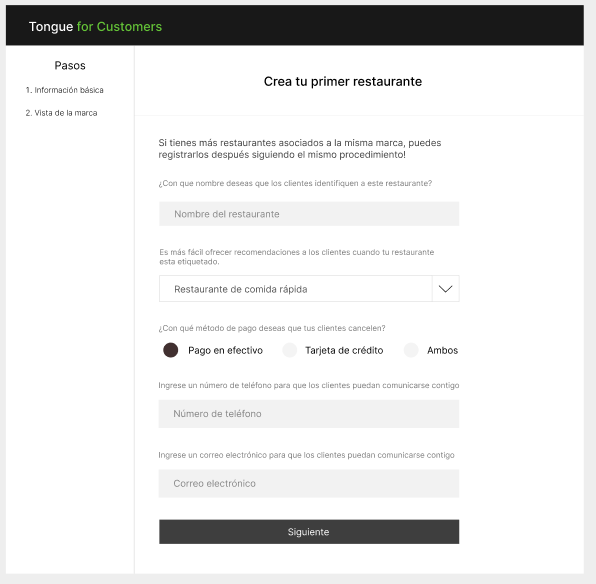 Tongue for Customers
Pasos
1. Información básica
2. Vista de la marca
Crea tu primer restaurante
Si tienes más restaurantes asociados a la misma marca, puedes
registrarlos después siguiendo el mismo procedimiento!
¿Con que nombre deseas que los clientes identifiquen a este restaurante?
Nombre del restaurante
Es más fácil ofrecer recomendaciones a los clientes cuando tu restaurante
esta etiquetado.
Restaurante de comida rápida
¿Con qué método de pago deseas que tus clientes cancelen?
Pago en efectivo Tarjeta de crédito Ambos
Ingrese un número de teléfono para que los clientes puedan comunicarse contigo
Número de teléfono
Ingrese un correo electrónico para que los clientes puedan comunicarse contigo
Correo electrónico
Siguiente